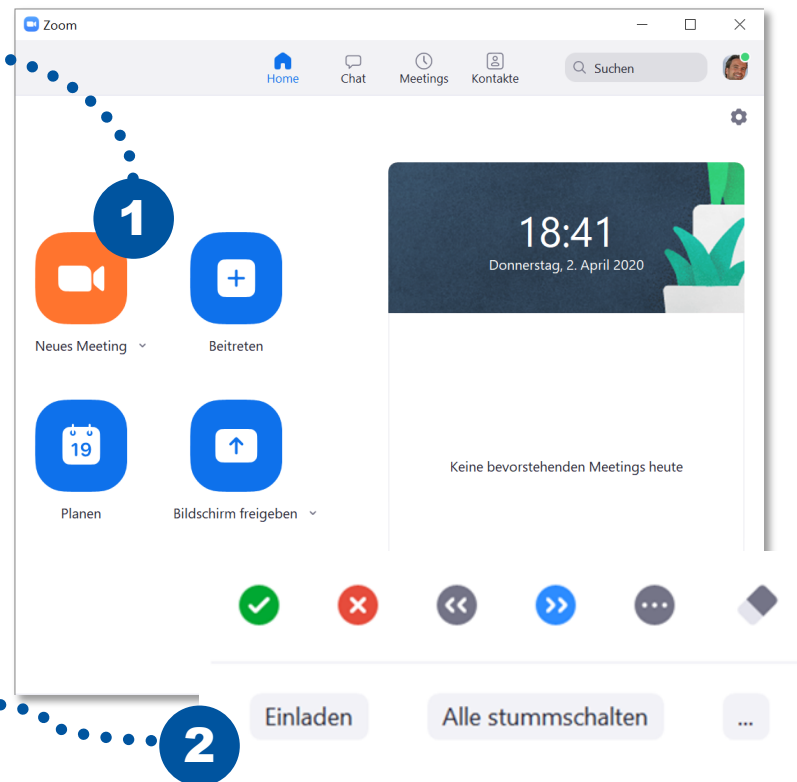 Zoom
Home Chat Meetings Kontakte Suchen
1
18:41
Donnerstag, 2. April 2020
Neues Meeting Beitreten
19
Keine bevorstehenden Meetings heute
Planen Bildschirm freigeben
2 Einladen Alle stummschalten ...